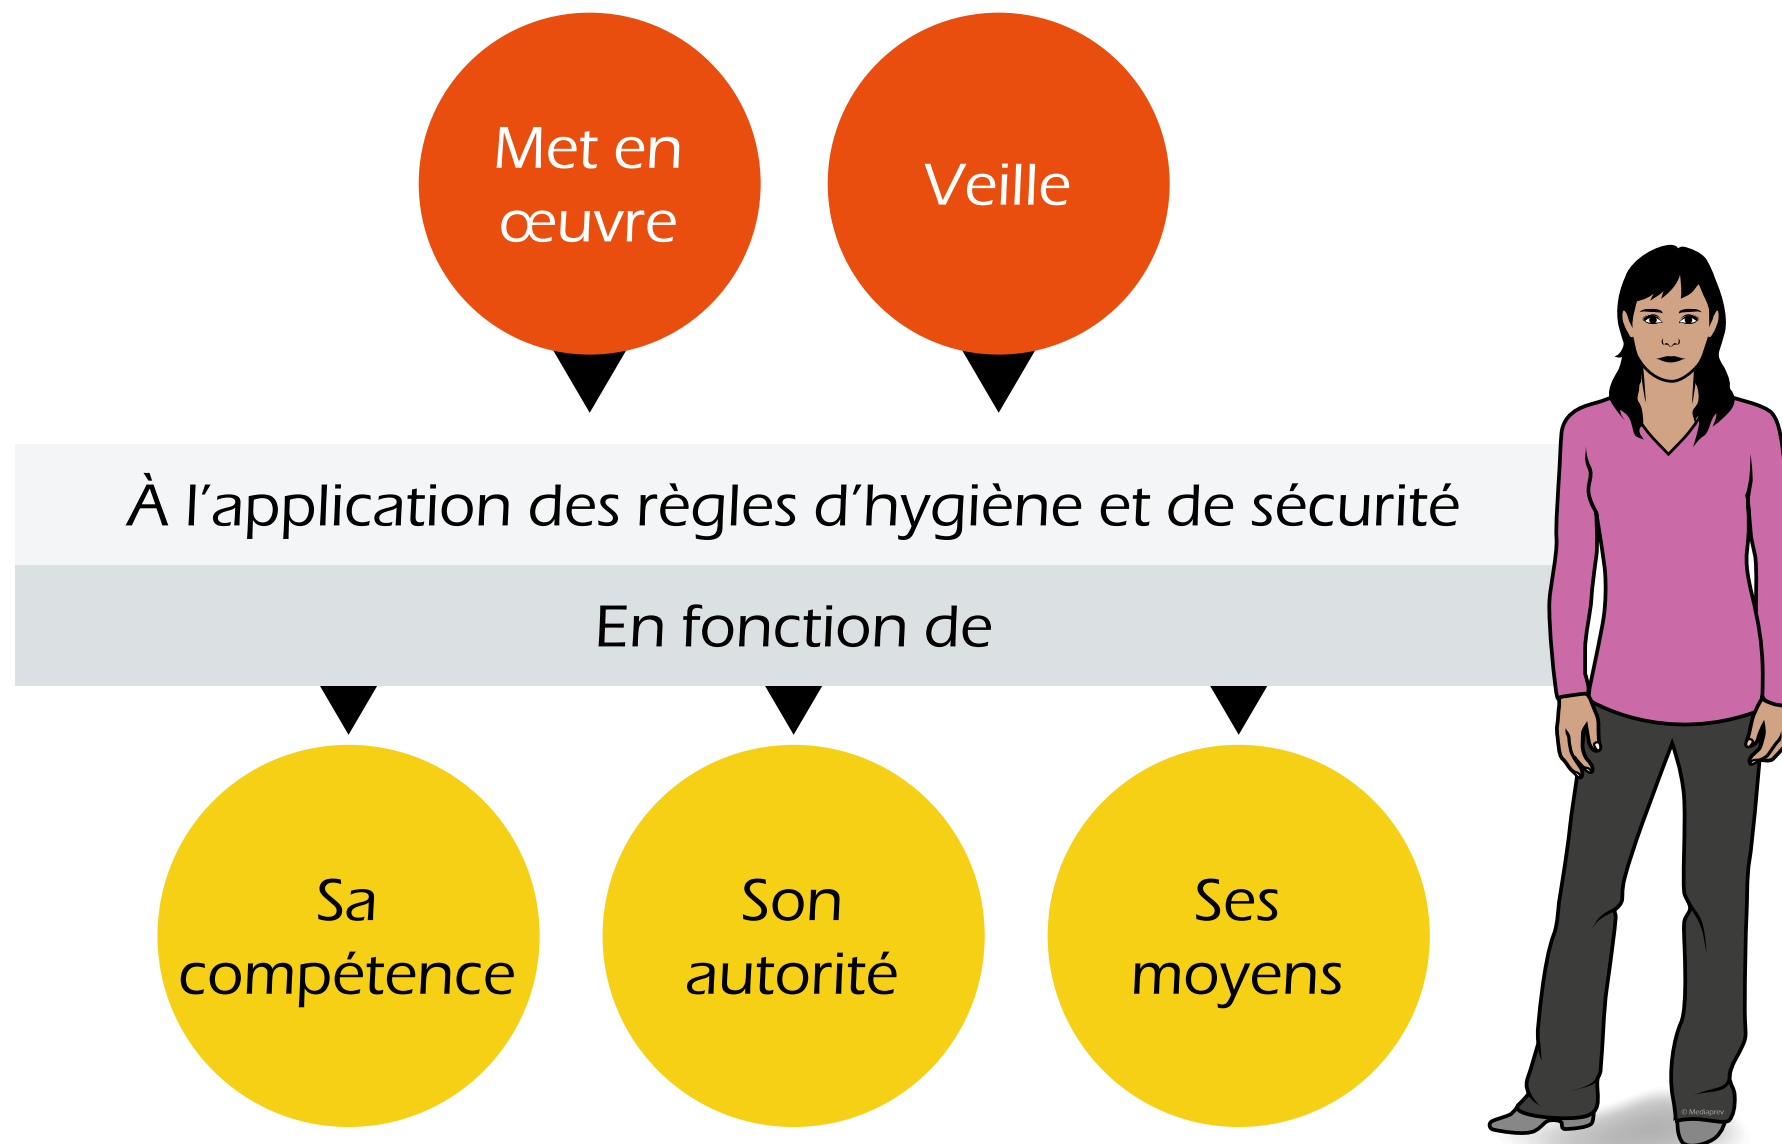 Met en
œuvre
Veille
À l’application des règles d’hygiène et de sécurité
En fonction de
Sa
compétence
Son
autorité
Ses
moyens
© Mediaprev